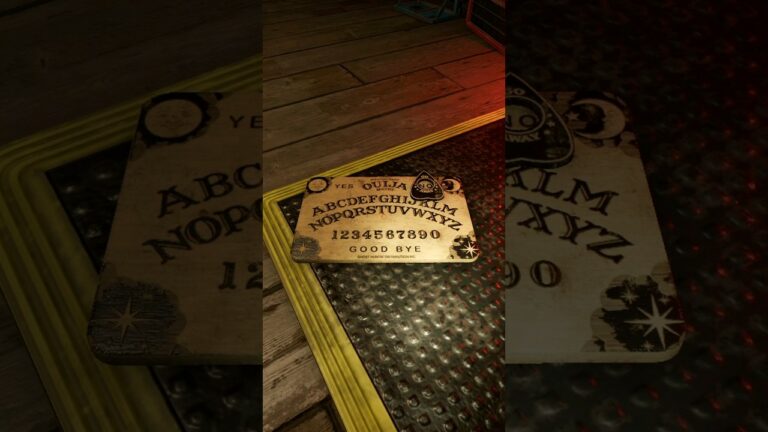 YES OUIJA
ABCDEFGHIJKLM
NOPQRSTUVWXYZ
1234567890
GOOD BYE